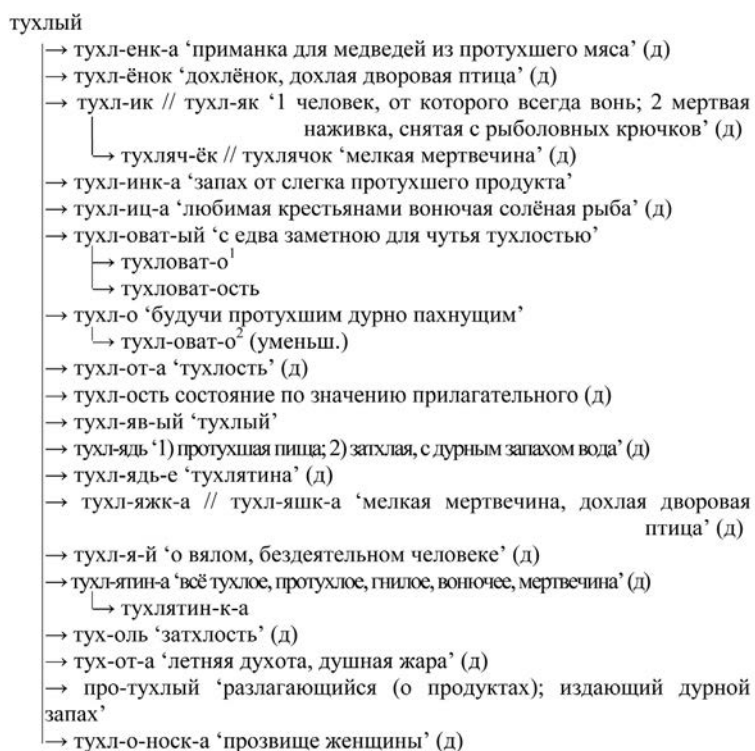 тухлый
→ тухл-енк-а ‘приманка для медведей из протухшего мяса’ (д)
→ тухл-ёнок ‘дохлёнок, дохлая дворовая птица’ (д)
→ тухл-ик // тухл-як ‘1 человек, от которого всегда вонь; 2 мертвая
наживка, снятая с рыболовных крючков’ (д)
→ тухляч-ёк // тухлячок ‘мелкая мертвечина’ (д)
→ тухл-инк-а ‘запах от слегка протухшего продукта’
→ тухл-иц-а ‘любимая крестьянами вонючая солёная рыба’ (д)
→ тухл-оват-ый ‘с едва заметною для чутья тухлостью’
→ тухловат-о¹
→ тухловат-ость
→ тухл-о ‘будучи протухшим дурно пахнущим’
→ тухл-оват-о² (уменьш.)
→ тухл-от-а ‘тухлость’ (д)
→ тухл-ость состояние по значению прилагательного (д)
→ тухл-яв-ый ‘тухлый’
→ тухл-ядь ‘1) протухшая пища; 2) затхлая, с дурным запахом вода’ (д)
→ тухл-ядь-е ‘тухлятина’ (д)
→ тухл-яжк-а // тухл-яшк-а ‘мелкая мертвечина, дохлая дворовая
птица’ (д)
→ тухл-я-й ‘о вялом, бездеятельном человеке’ (д)
→ тухл-ятин-а ‘всё тухлое, протухлое, гнилое, вонючее, мертвечина’ (д)
→ тухлятин-к-а
→ тух-оль ‘затхлость’ (д)
→ тух-от-а ‘летняя духота, душная жара’ (д)
→ про-тухлый ‘разлагающийся (о продуктах); издающий дурной
запах’
→ тухл-о-носк-а ‘прозвище женщины’ (д)